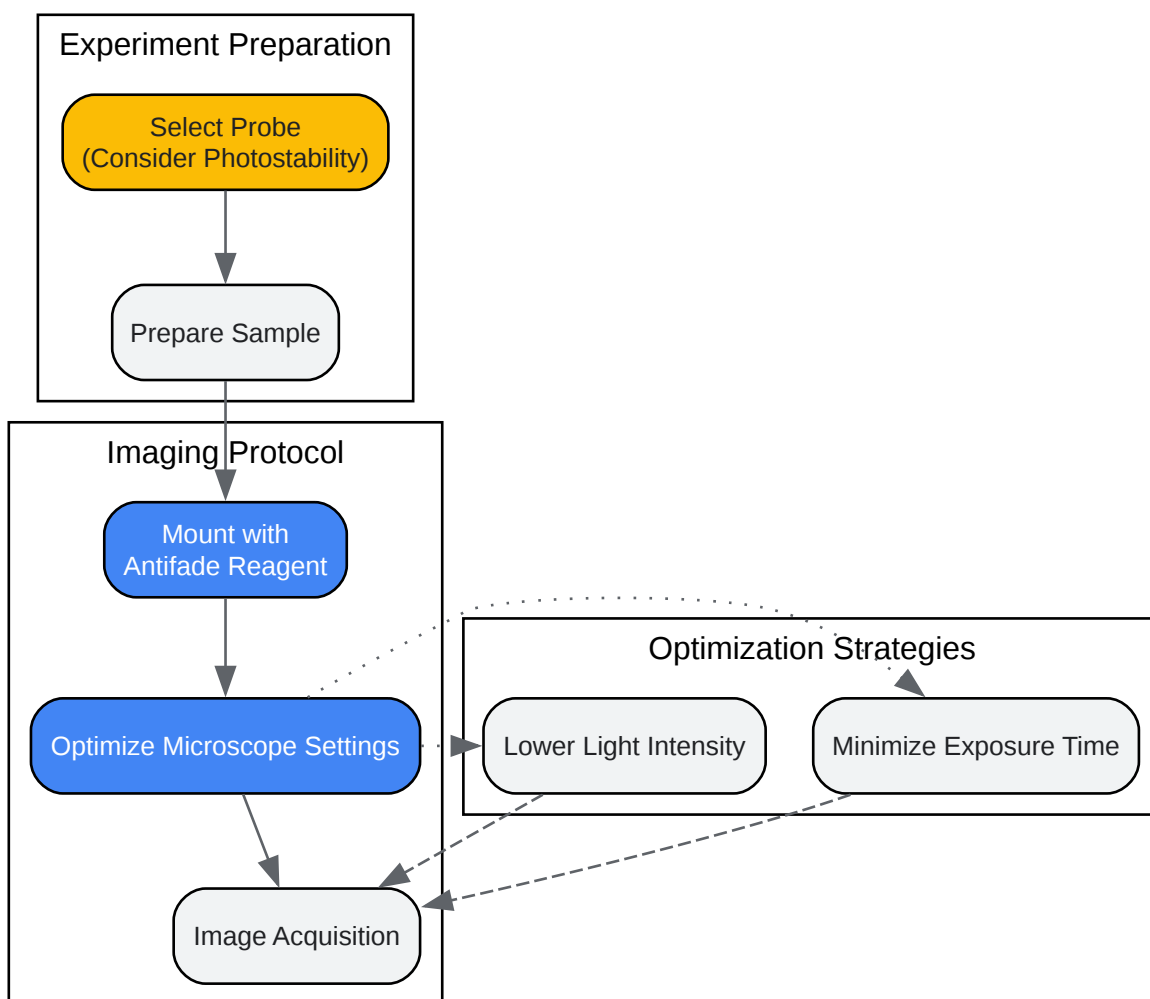 Experiment Preparation
Select Probe
(Consider Photostability)
Prepare Sample
Imaging Protocol
Mount with
Antifade Reagent
Optimization Strategies
Optimize Microscope Settings
Lower Light Intensity
Minimize Exposure Time
Image Acquisition